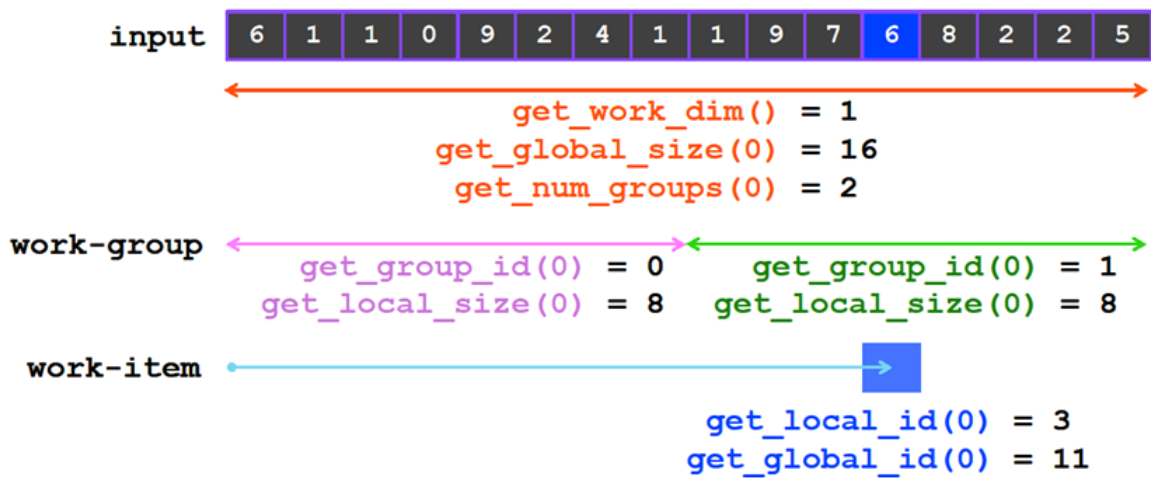 input 6 1 1 0 9 2 4 1 1 9 7 6 8 2 2 5
get_work_dim() = 1
get_global_size(0) = 16
get_num_groups(0) = 2
work-group
get_group_id(0) = 0 get_group_id(0) = 1
get_local_size(0) = 8 get_local_size(0) = 8
work-item
get_local_id(0) = 3
get_global_id(0) = 11